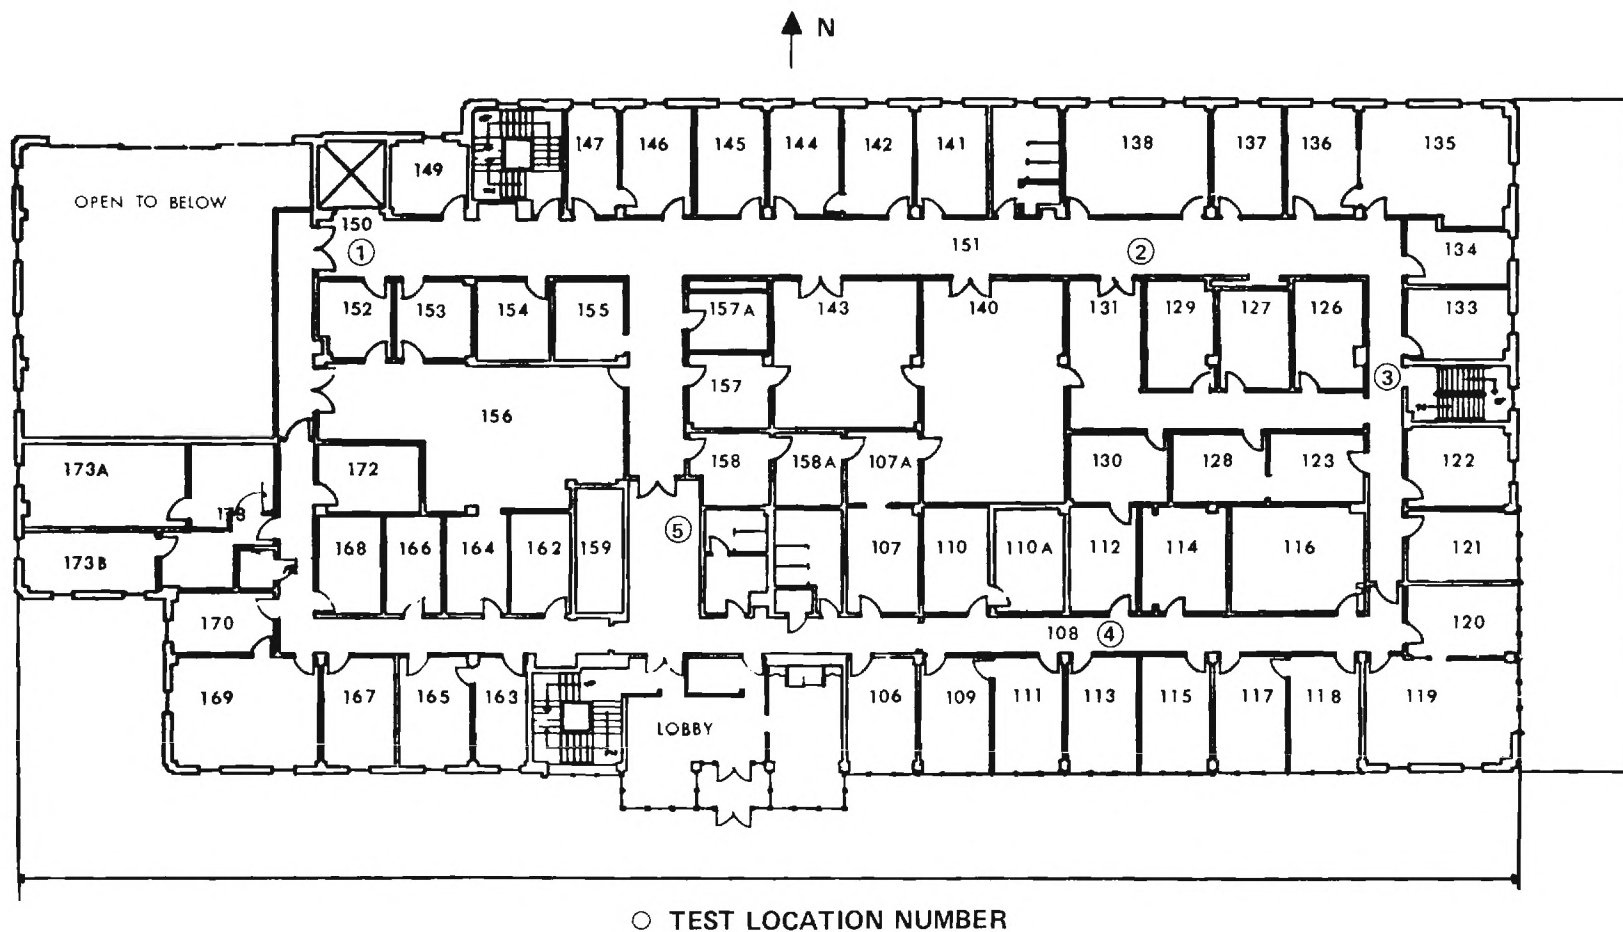 N
147 146 145 144 142 141 138 137 136 135
149
OPEN TO BELOW
150
151
134
① ②
152 153 154 155 157A 143 140 131 129 127 126 133
③
157
156
173A 172 158 158A 107A 130 128 123 122
173
⑤
173B 168 166 164 162 159 107 110 110A 112 114 116 121
170 108 ④ 120
169 167 165 163 106 109 111 113 115 117 118 119
LOBBY
○ TEST LOCATION NUMBER